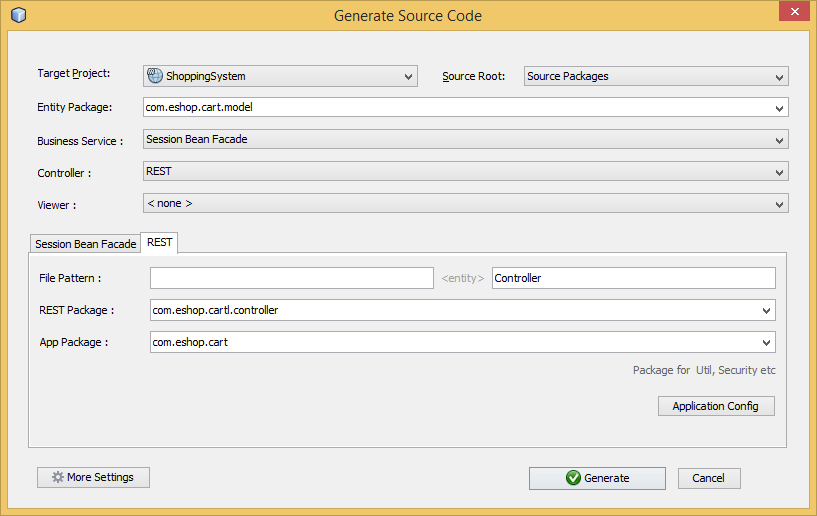 Generate Source Code
Target Project: ShoppingSystem Source Root: Source Packages
Entity Package: com.eshop.cart.model
Business Service : Session Bean Facade
Controller : REST
Viewer : < none >
Session Bean Facade REST
File Pattern : <entity> Controller
REST Package : com.eshop.cartl.controller
App Package : com.eshop.cart
Package for Util, Security etc
Application Config
More Settings Generate Cancel